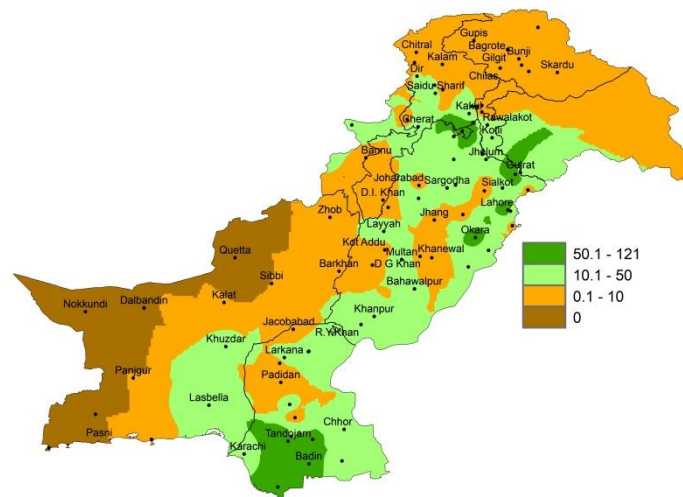 Gupis
Chitral
Bagrote
Bunji
Kalam
Gilgit
Skardu
Dir
Chilas
Saidu Sharif
Kakul
Rawalakot
Cherat
Kotli
Bannu
Jhelum
Gujrat
Joharabad
Sargodha
Sialkot
D.I. Khan
Zhob
Lahore
Jhang
Layyah
Okara
Quetta
Kot Addu
Multan
Khanewal
50.1 - 121
10.1 - 50
0.1 - 10
0
Barkhan
D G Khan
Sibbi
Bahawalpur
Nokkundi
Dalbandin
Kalat
Khanpur
Jacobabad
R.Y.Khan
Khuzdar
Larkana
Panjgur
Padidan
Lasbella
Chhor
Pasni
Tandojam
Karachi
Badin